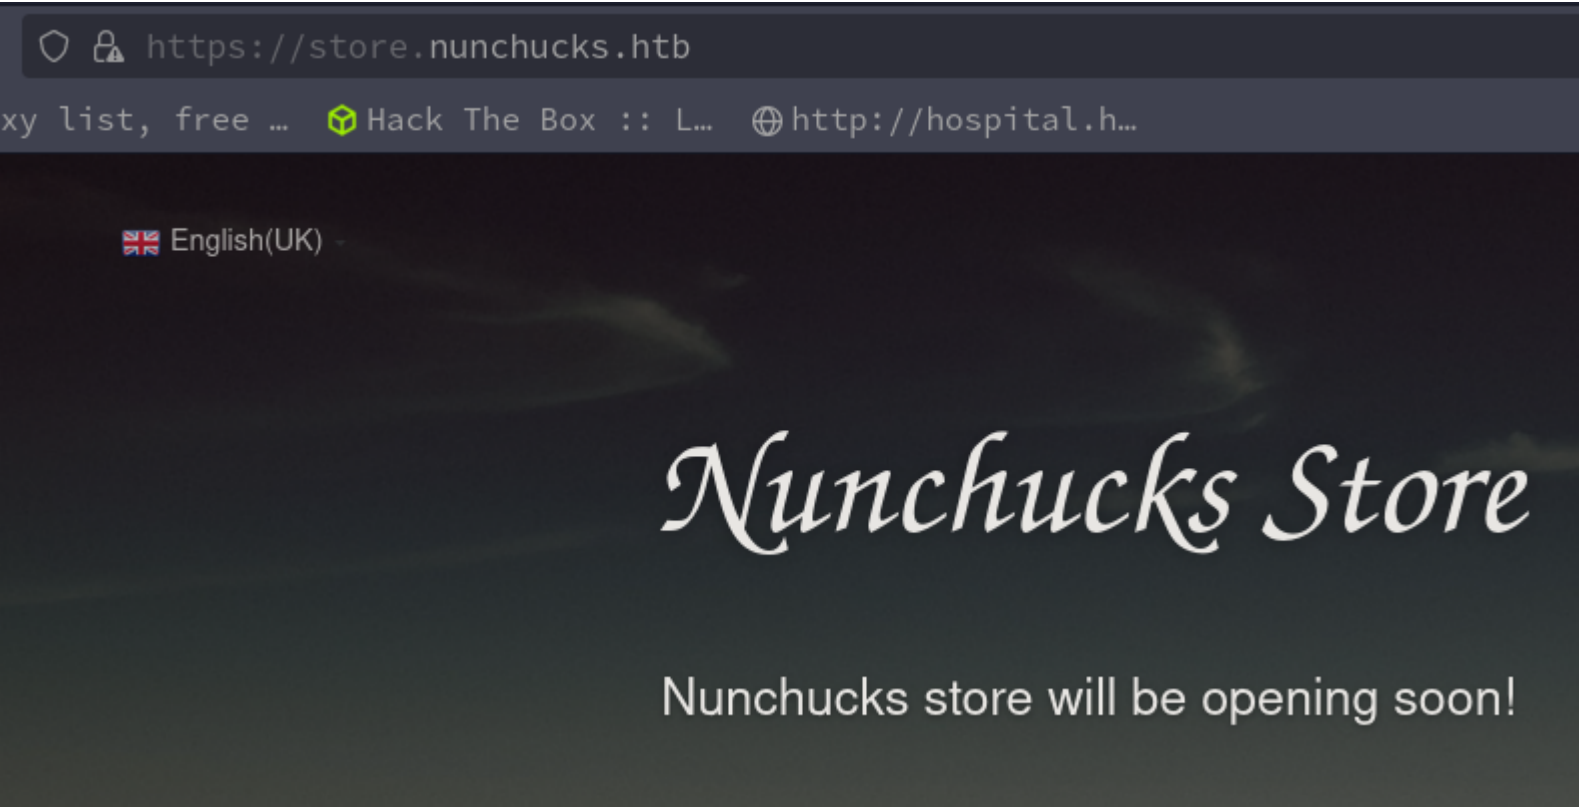 https://store.nunchucks.htb
xy list, free … Hack The Box :: L… http://hospital.h…
English(UK)
Nunchucks Store
Nunchucks store will be opening soon!